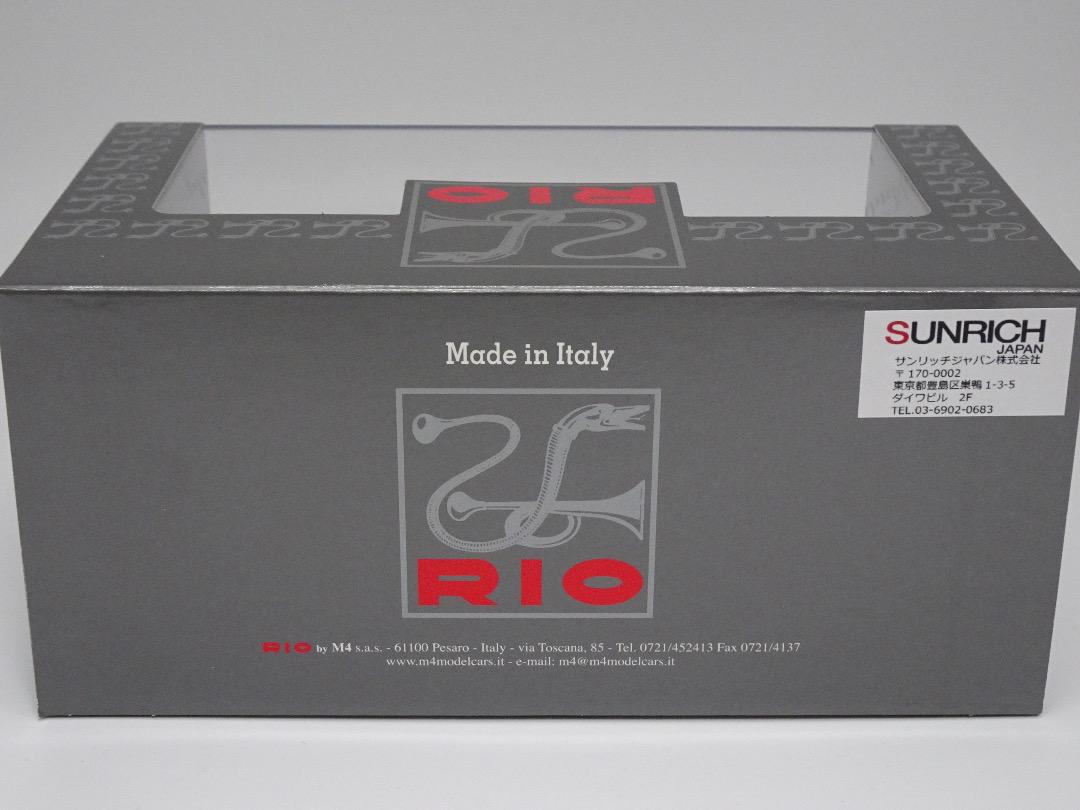 RIO
Made in Italy
SUNRICH
JAPAN
サンリッチジャパン株式会社
〒170-0002
東京都豊島区巣鴨1-3-5
ダイワビル 2F
TEL.03-6902-0683
RIO
RIO by M4 s.a.s. - 61100 Pesaro - Italy - via Toscana, 85 - Tel. 0721/452413 Fax 0721/4137
www.m4modelcars.it - e-mail: m4@m4modelcars.it